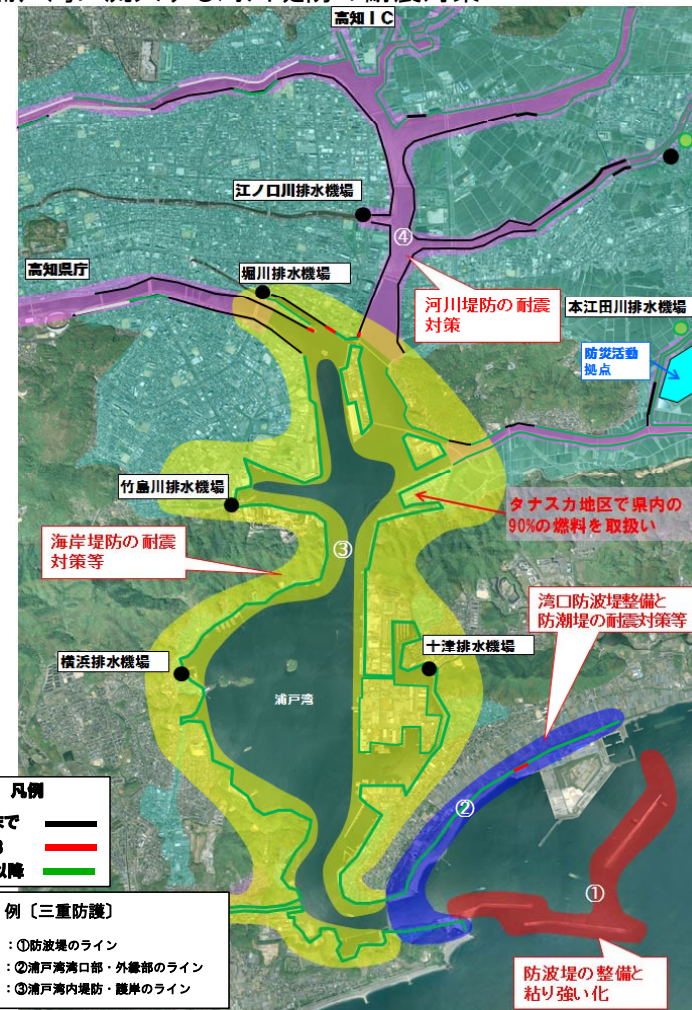 高知IC
江ノ口川排水機場
④
高知県庁
堀川排水機場
河川堤防の耐震
対策
本江田川排水機場
防災活動
拠点
竹島川排水機場
タナスカ地区で県内の
90%の燃料を取扱い
③
海岸堤防の耐震
対策等
湾口防波堤整備と
防潮堤の耐震対策等
横浜排水機場
十津排水機場
浦戸湾
②
①
凡例
まで
以降
例〔三重防護〕
：①防波堤のライン
：②浦戸湾湾口部・外縁部のライン
：③浦戸湾内堤防・護岸のライン
防波堤の整備と
粘り強い化